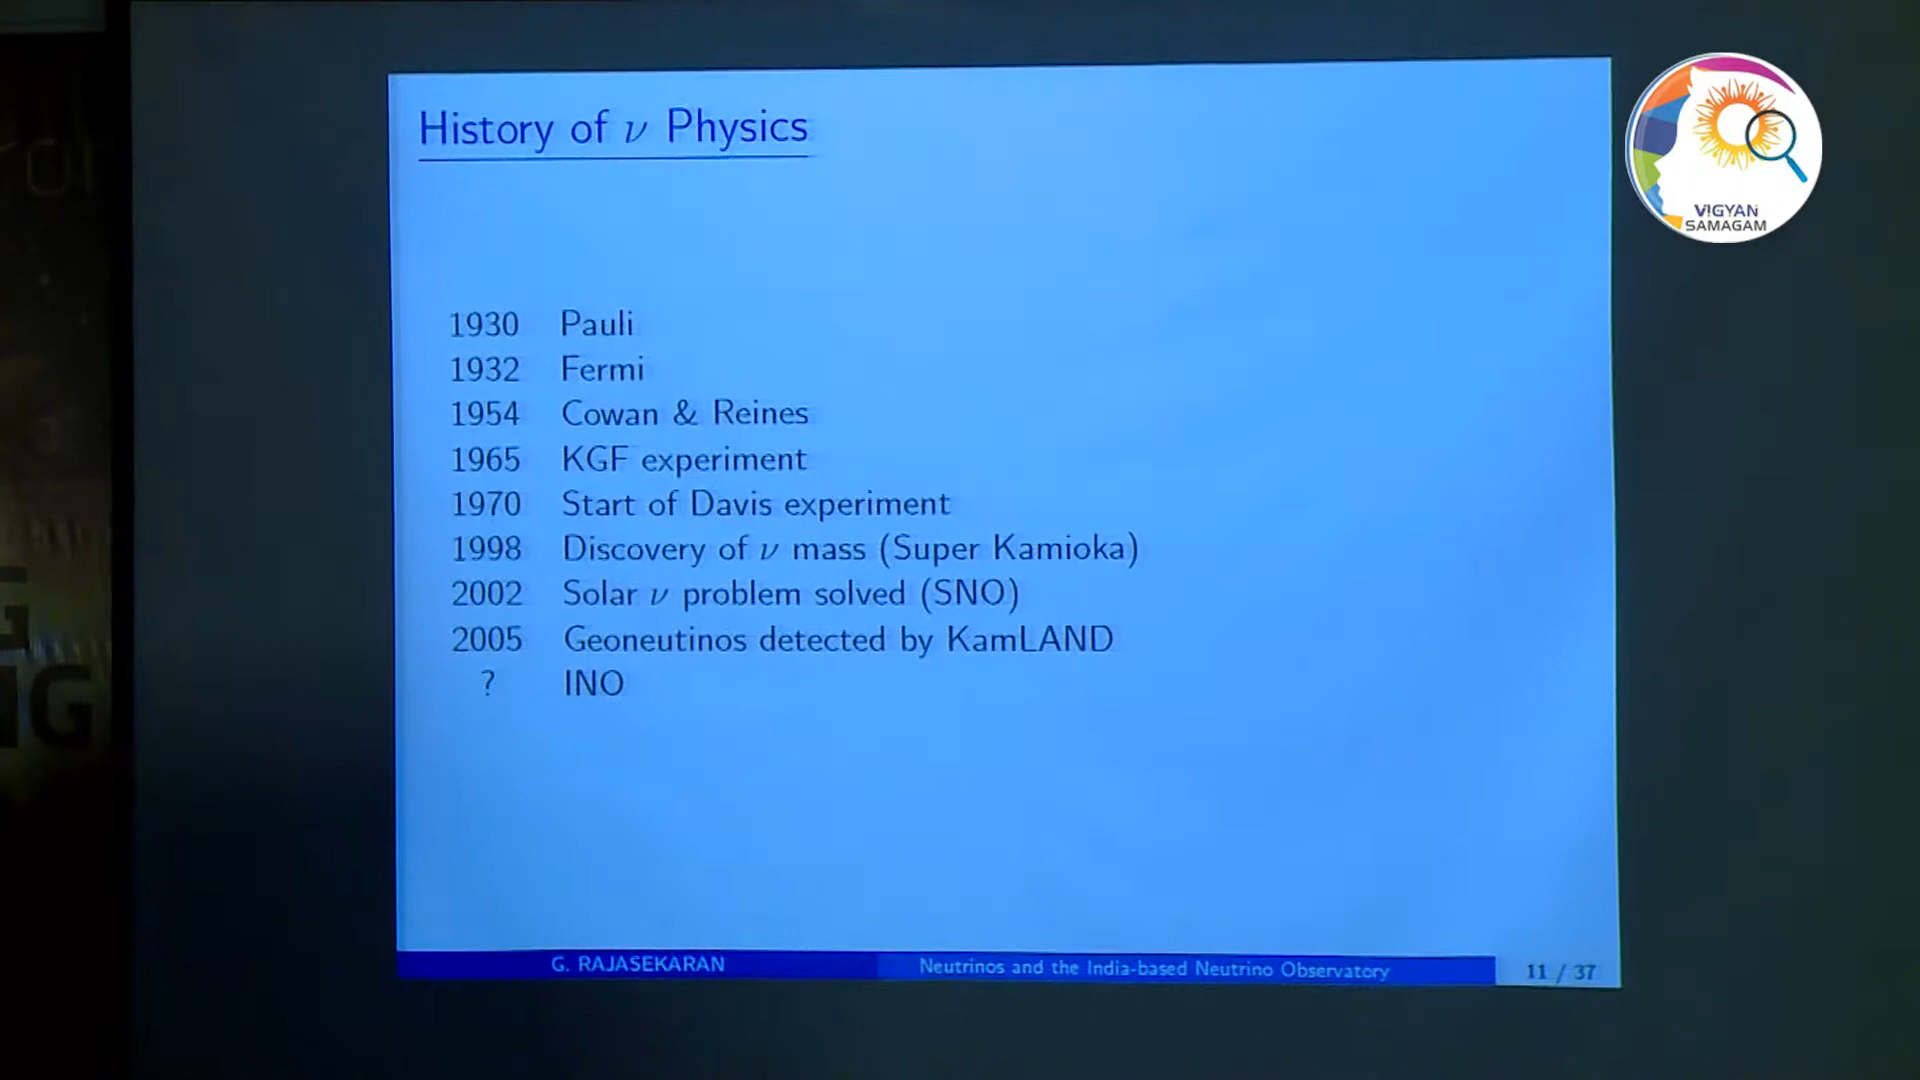 History of ν Physics
VIGYAN
SAMAGAM
1930 Pauli
1932 Fermi
1954 Cowan & Reines
1965 KGF experiment
1970 Start of Davis experiment
1998 Discovery of ν mass (Super Kamioka)
2002 Solar ν problem solved (SNO)
2005 Geoneutinos detected by KamLAND
? INO
G. RAJASEKARAN Neutrinos and the India-based Neutrino Observatory 11 / 37